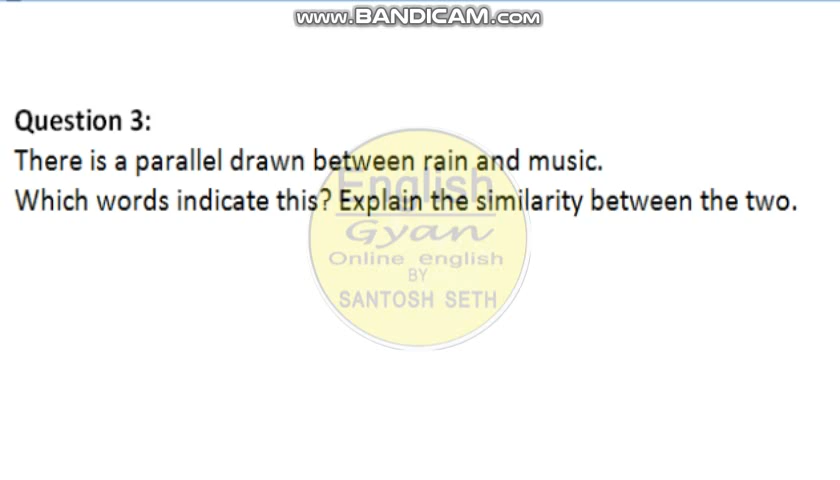 www.BANDICAM.com
Question 3:
There is a parallel drawn between rain and music.
Which words indicate this? Explain the similarity between the two.
English
Gyan
Online english
BY
SANTOSH SETH